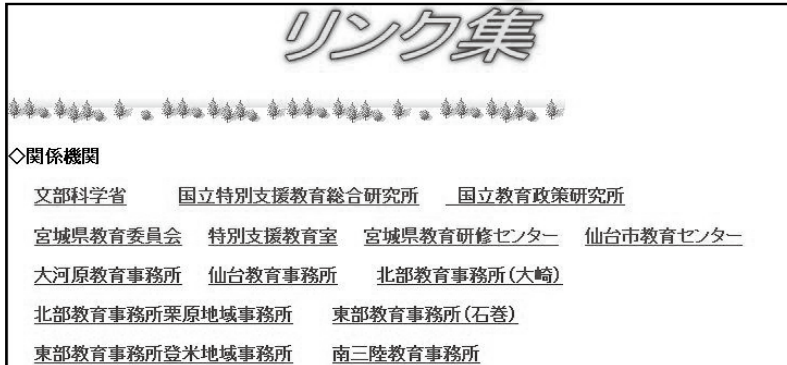 リンク集
◇関係機関
文部科学省 国立特別支援教育総合研究所 国立教育政策研究所
宮城県教育委員会 特別支援教育室 宮城県教育研修センター 仙台市教育センター
大河原教育事務所 仙台教育事務所 北部教育事務所(大崎)
北部教育事務所栗原地域事務所 東部教育事務所(石巻)
東部教育事務所登米地域事務所 南三陸教育事務所